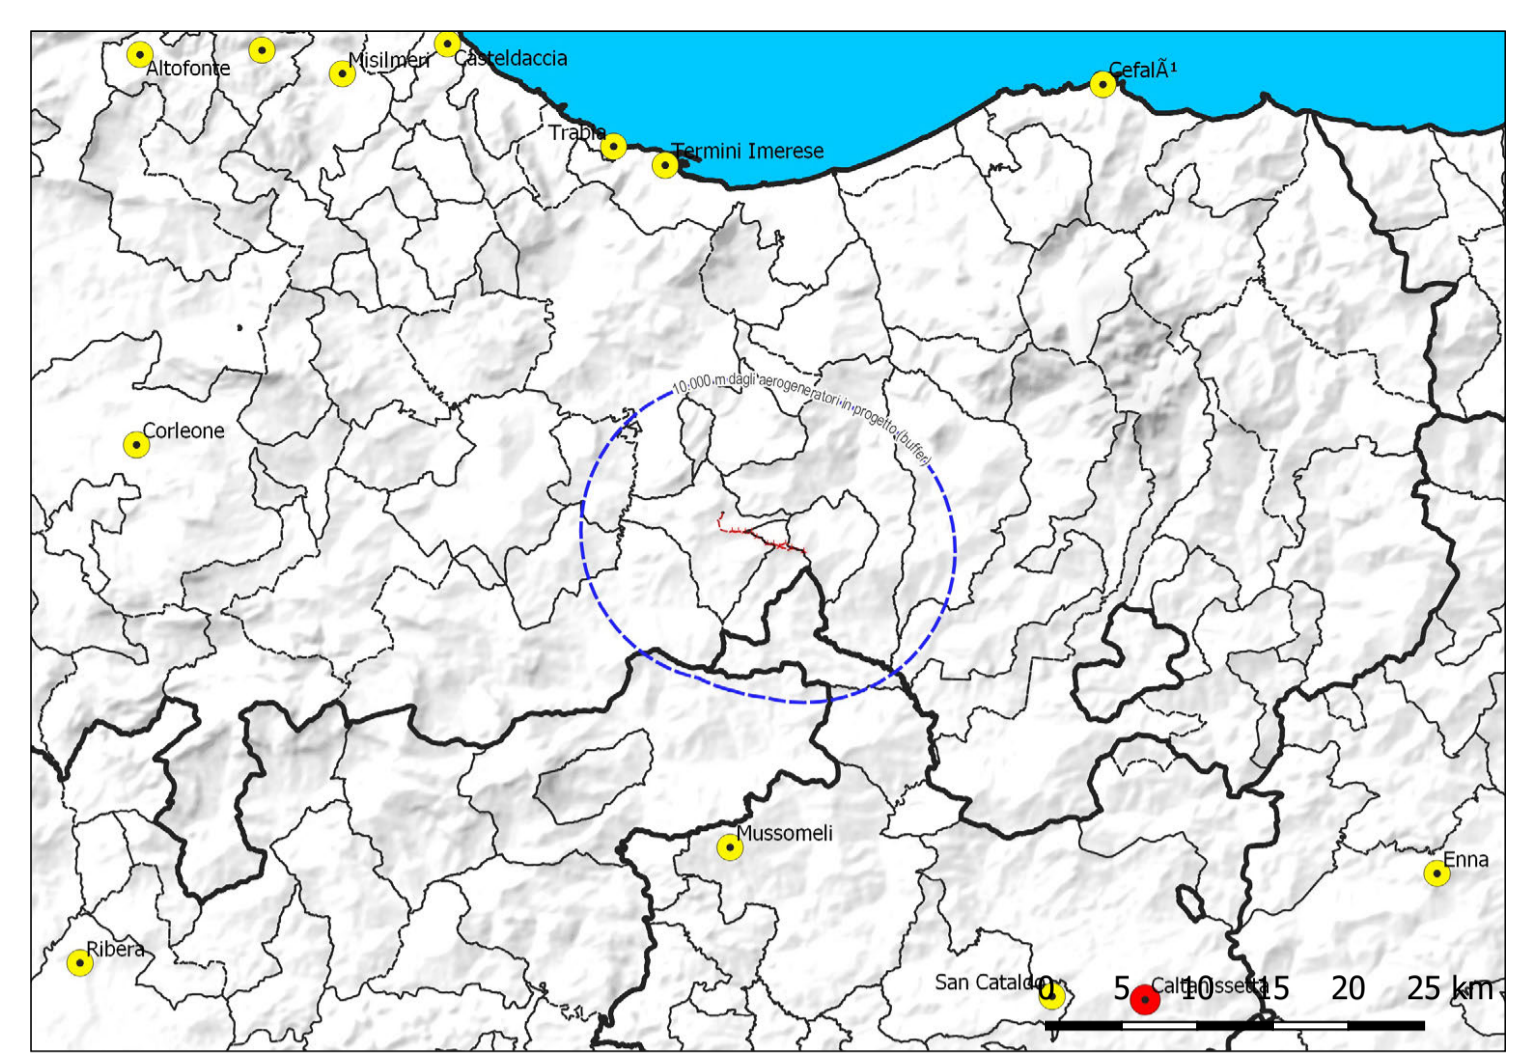 Casteldaccia
Misilmeri
Altofonte
CefalÃ¹
Trabia
Termini Imerese
10.000 m dagli aerogeneratori in progetto (buffer)
Corleone
Mussomeli
Enna
Ribera
San Cataldo
Caltanissetta
0 5 10 15 20 25 km